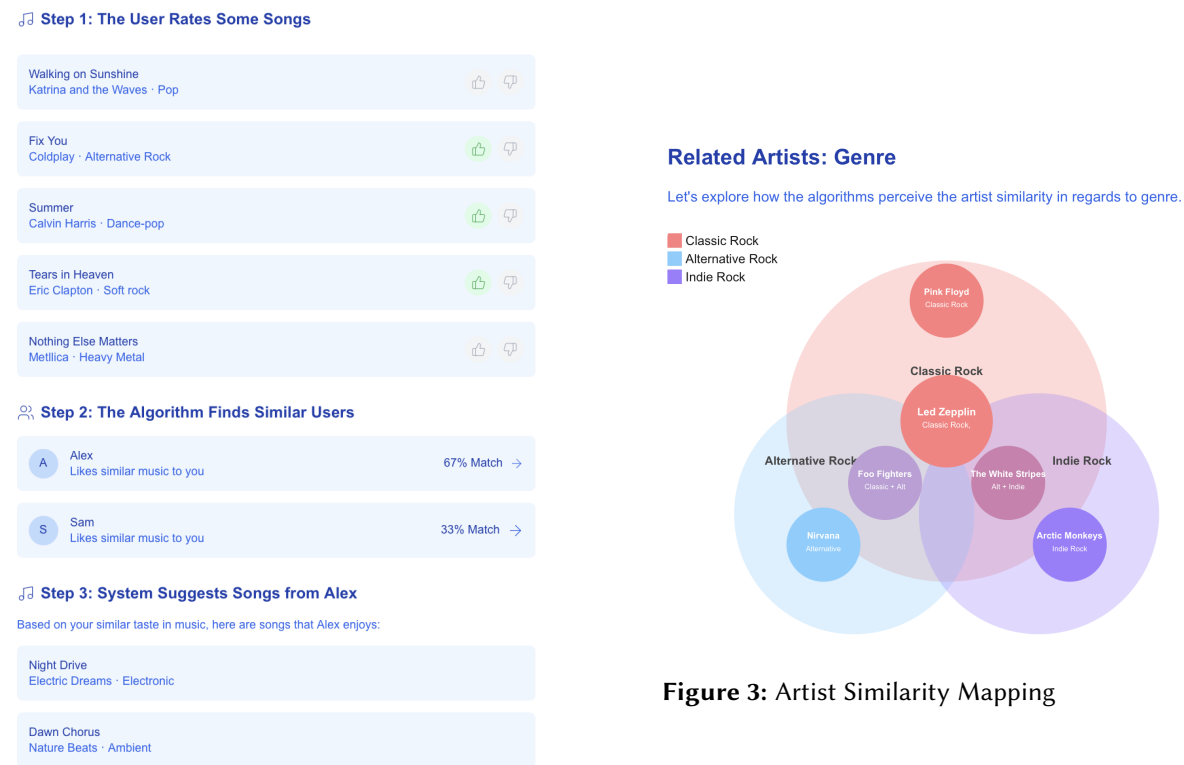 Step 1: The User Rates Some Songs
Walking on Sunshine
Katrina and the Waves · Pop
Fix You
Coldplay · Alternative Rock
Summer
Calvin Harris · Dance-pop
Tears in Heaven
Eric Clapton · Soft rock
Nothing Else Matters
Metllica · Heavy Metal
Step 2: The Algorithm Finds Similar Users
A
Alex
Likes similar music to you
67% Match
S
Sam
Likes similar music to you
33% Match
Step 3: System Suggests Songs from Alex
Based on your similar taste in music, here are songs that Alex enjoys:
Night Drive
Electric Dreams · Electronic
Dawn Chorus
Nature Beats · Ambient
Related Artists: Genre
Let's explore how the algorithms perceive the artist similarity in regards to genre.
Classic Rock
Alternative Rock
Indie Rock
Pink Floyd
Classic Rock
Classic Rock
Led Zepplin
Classic Rock,
Alternative Rock
Indie Rock
Foo Fighters
Classic + Alt
The White Stripes
Alt + Indie
Nirvana
Alternative
Arctic Monkeys
Indie Rock
Figure 3: Artist Similarity Mapping